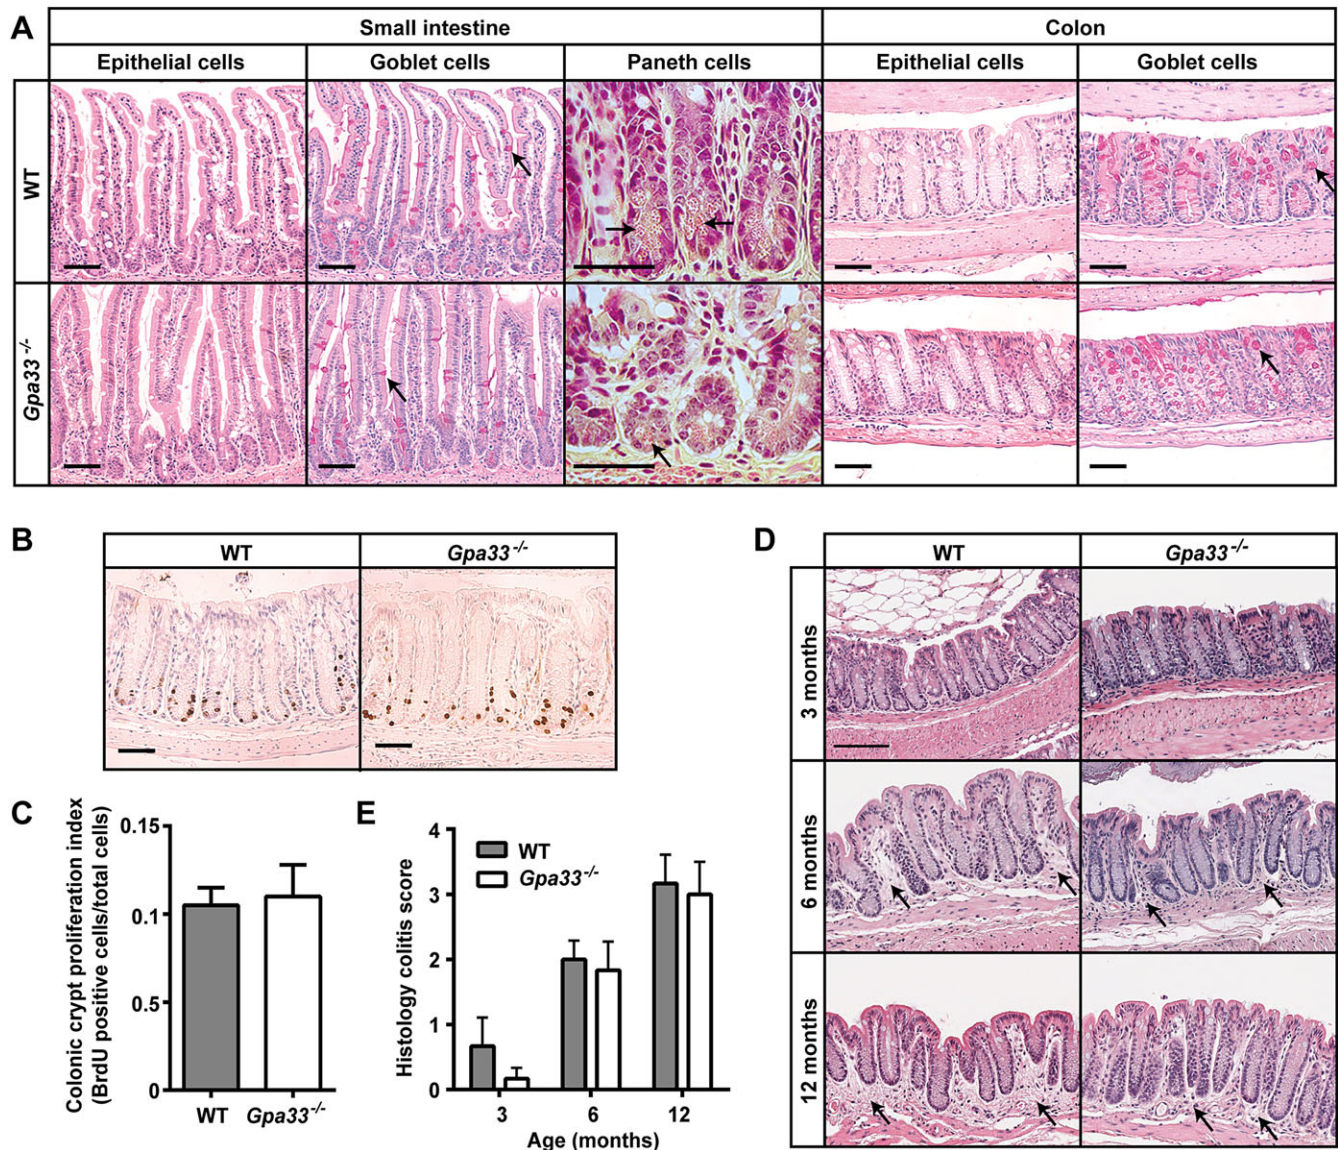 A
Small intestine
Colon
Epithelial cells
Goblet cells
Paneth cells
Epithelial cells
Goblet cells
WT
Gpa33-/-
B
WT
Gpa33-/-
C
Colonic crypt proliferation index
(BrdU positive cells/total cells)
0.15
0.1
0.5
0
WT
Gpa33-/-
E
Histology colitis score
4
3
2
1
0
WT
Gpa33-/-
3
6
12
Age (months)
D
WT
Gpa33-/-
3 months
6 months
12 months